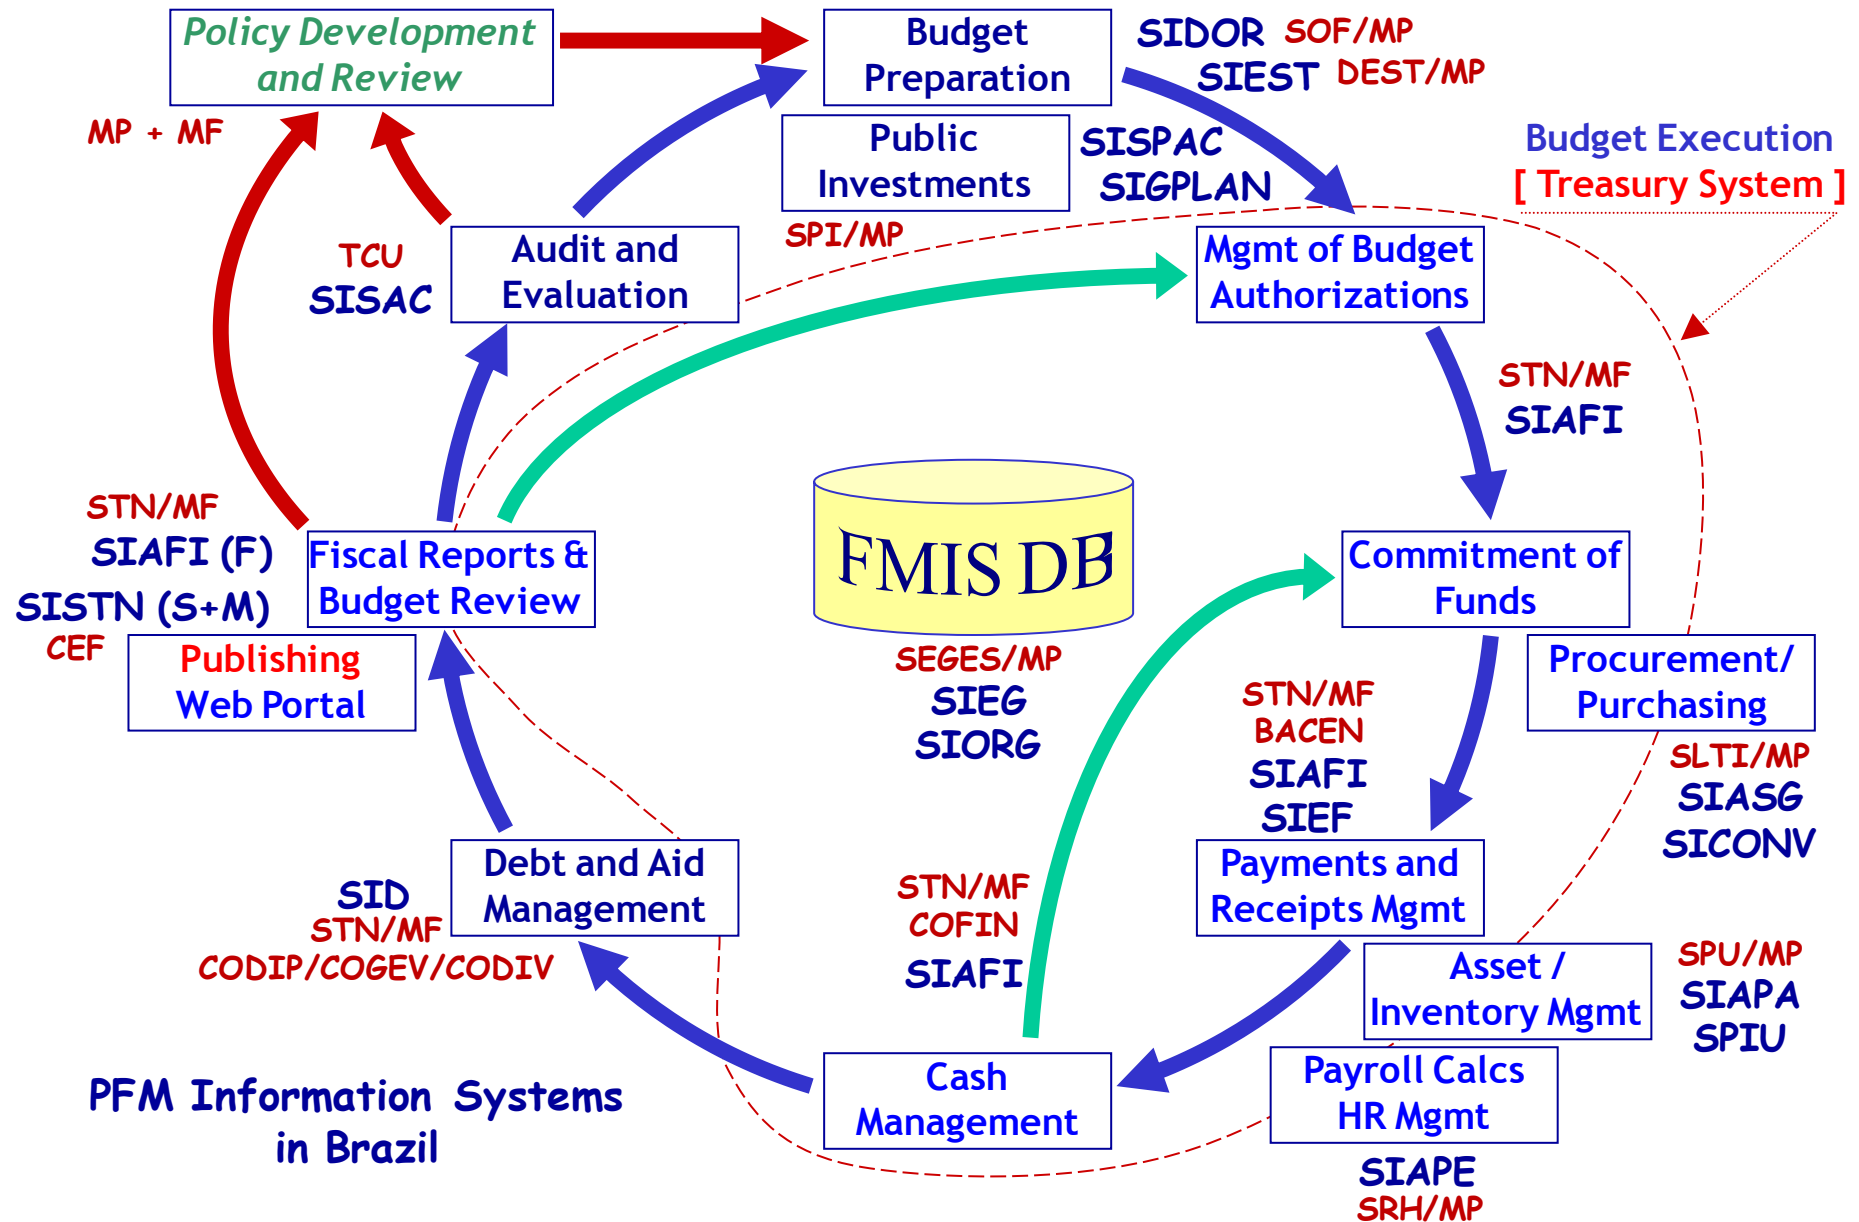 Policy Development
and Review
MP + MF
Budget
Preparation
SIDOR SOF/MP
SIEST DEST/MP
Public
Investments
SISPAC
SIGPLAN
SPI/MP
Budget Execution
[ Treasury System ]
TCU
SISAC
Audit and
Evaluation
Mgmt of Budget
Authorizations
STN/MF
SIAFI
STN/MF
SIAFI (F)
SISTN (S+M)
CEF
Fiscal Reports &
Budget Review
Publishing
Web Portal
FMIS DB
SEGES/MP
SIEG
SIORG
Commitment of
Funds
Procurement/
Purchasing
SLTI/MP
SIASG
SICONV
STN/MF
BACEN
SIAFI
SIEF
Payments and
Receipts Mgmt
SID
STN/MF
CODIP/COGEV/CODIV
Debt and Aid
Management
STN/MF
COFIN
SIAFI
Asset /
Inventory Mgmt
SPU/MP
SIAPA
SPIU
Cash
Management
Payroll Calcs
HR Mgmt
SIAPE
SRH/MP
PFM Information Systems
in Brazil